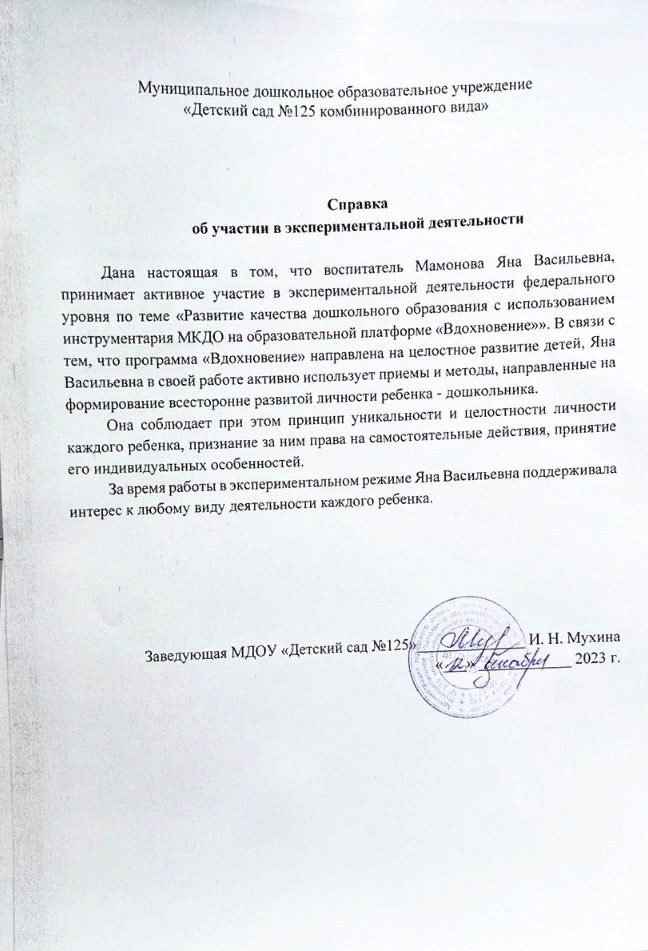 Муниципальное дошкольное образовательное учреждение
«Детский сад №125 комбинированного вида»
Справка
об участии в экспериментальной деятельности
Дана настоящая в том, что воспитатель Мамонова Яна Васильевна,
принимает активное участие в экспериментальной деятельности федерального
уровня по теме «Развитие качества дошкольного образования с использованием
инструментария МКДО на образовательной платформе «Вдохновение»». В связи с
тем, что программа «Вдохновение» направлена на целостное развитие детей, Яна
Васильевна в своей работе активно использует приемы и методы, направленные на
формирование всесторонне развитой личности ребенка - дошкольника.
Она соблюдает при этом принцип уникальности и целостности личности
каждого ребенка, признание за ним права на самостоятельные действия, принятие
его индивидуальных особенностей.
За время работы в экспериментальном режиме Яна Васильевна поддерживала
интерес к любому виду деятельности каждого ребенка.
Заведующая МДОУ «Детский сад №125» И. Н. Мухина
«12» декабря 2023 г.